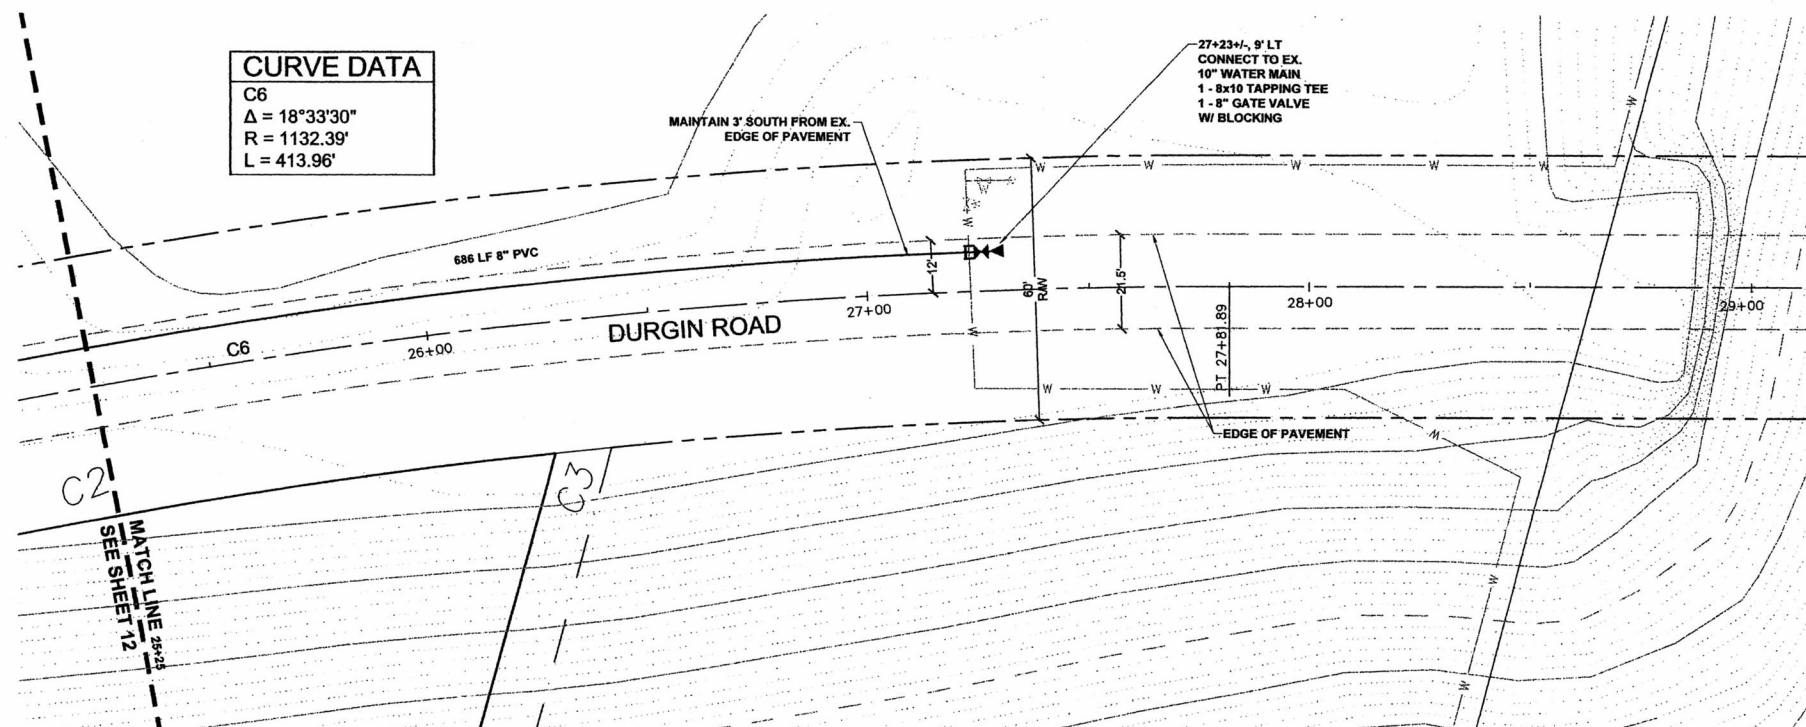 CURVE DATA
C6
Δ = 18°33'30"
R = 1132.39'
L = 413.96'
27+23+/-, 9' LT
CONNECT TO EX.
10" WATER MAIN
1 - 8x10 TAPPING TEE
1 - 8" GATE VALVE
W/ BLOCKING
MAINTAIN 3' SOUTH FROM EX.
EDGE OF PAVEMENT
W
W
W
W
W
W
W
686 LF 8" PVC
12'
60'
R/W
21.5'
C6
26+00
DURGIN ROAD
27+00
PT 27+81.89
28+00
29+00
W
W
W
W
EDGE OF PAVEMENT
W
C2
C3
MATCH LINE 25+25
SEE SHEET 12
W
W